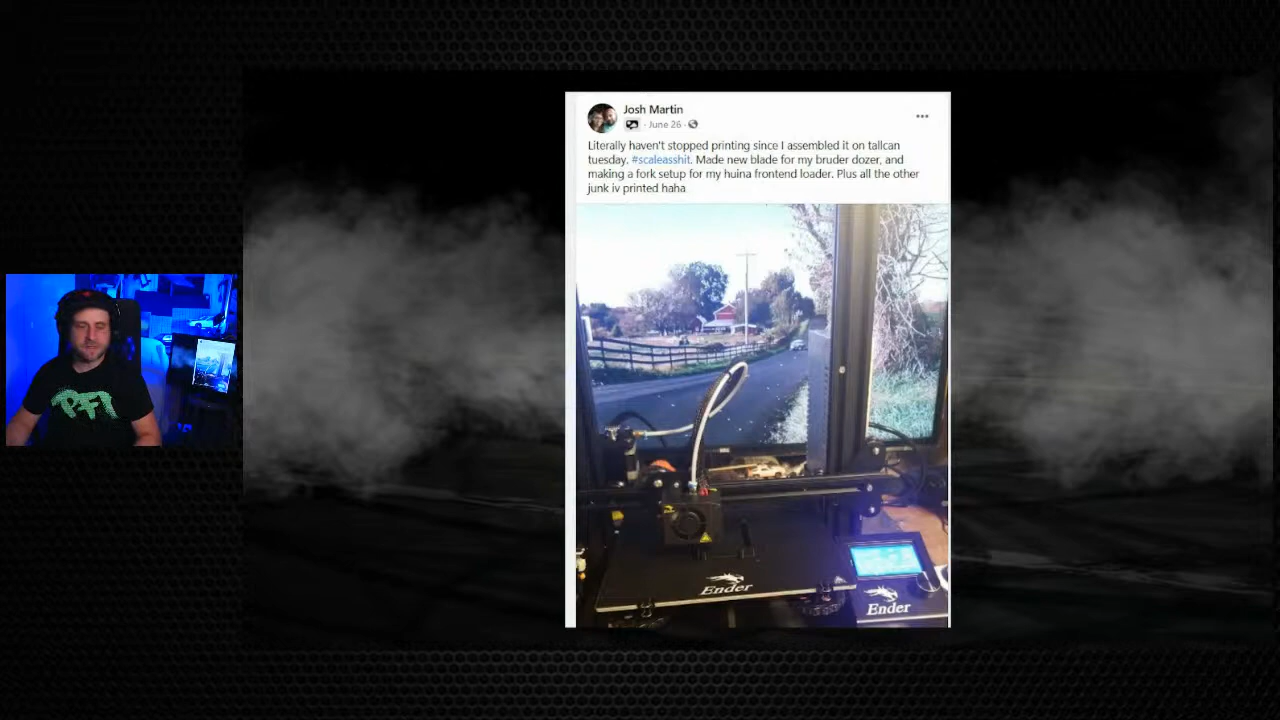 Josh Martin
· June 26 ·
Literally haven't stopped printing since I assembled it on tallcan
tuesday. #scaleasshit. Made new blade for my bruder dozer, and
making a fork setup for my huina frontend loader. Plus all the other
junk iv printed haha
PFI
Ender
Ender